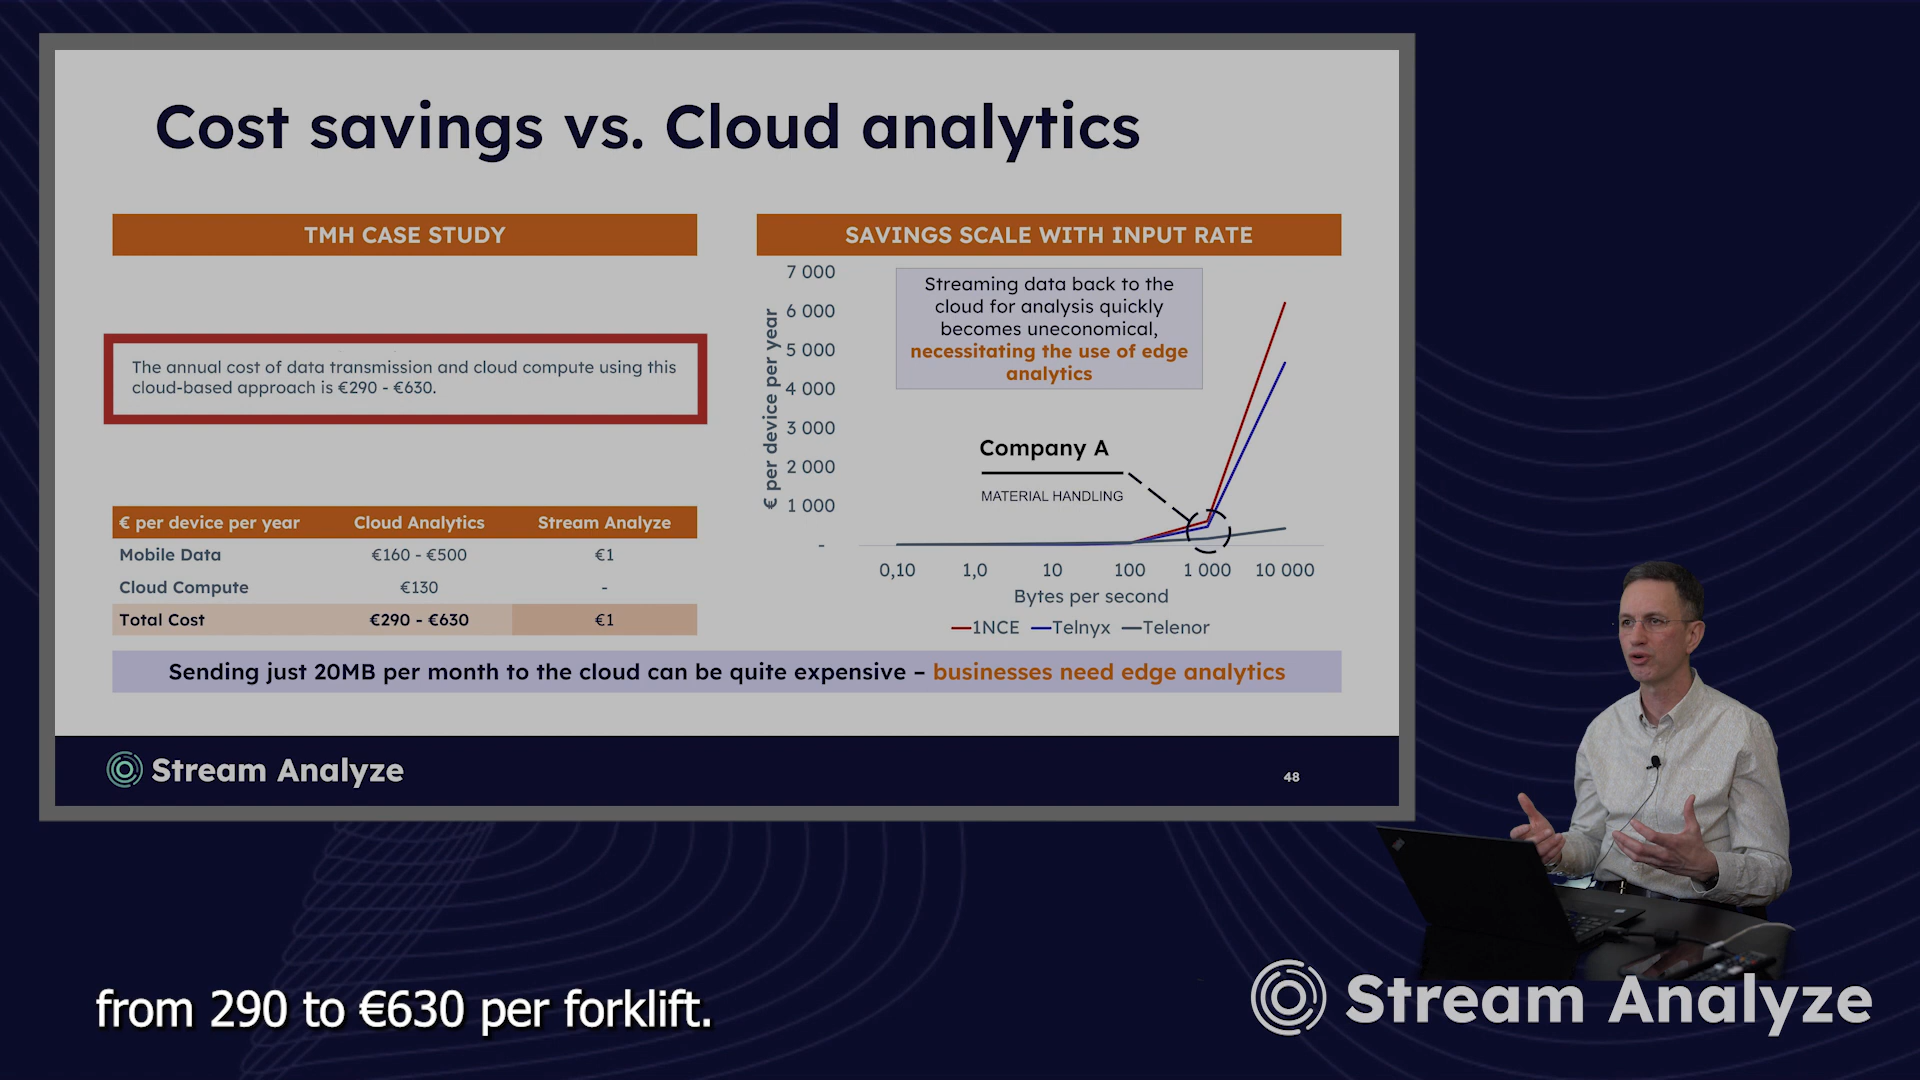 Cost savings vs. Cloud analytics
TMH CASE STUDY
The annual cost of data transmission and cloud compute using this
cloud-based approach is €290 - €630.
€ per device per year Cloud Analytics Stream Analyze
Mobile Data €160 - €500 €1
Cloud Compute €130 -
Total Cost €290 - €630 €1
SAVINGS SCALE WITH INPUT RATE
7 000
6 000
5 000
4 000
3 000
2 000
1 000
-
€ per device per year
Streaming data back to the
cloud for analysis quickly
becomes uneconomical,
necessitating the use of edge
analytics
Company A
MATERIAL HANDLING
0,10 1,0 10 100 1 000 10 000
Bytes per second
1NCE Telnyx Telenor
Sending just 20MB per month to the cloud can be quite expensive – businesses need edge analytics
Stream Analyze
48
from 290 to €630 per forklift.
Stream Analyze